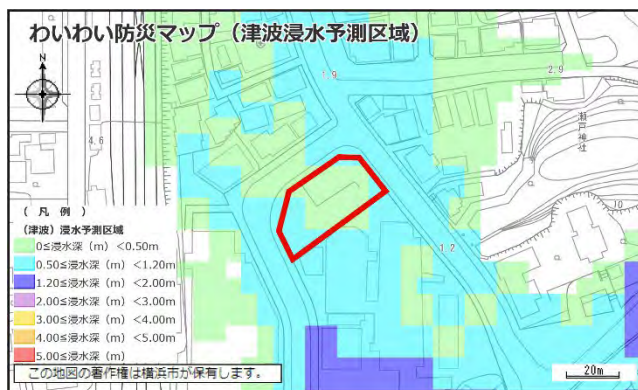 わいわい防災マップ（津波浸水予測区域）
N
1.9
2.9
4.6
瀬戸神社
10
1.2
（ 凡 例 ）
（津波）浸水予測区域
0≦浸水深（m）<0.50m
0.50≦浸水深（m）<1.20m
1.20≦浸水深（m）<2.00m
2.00≦浸水深（m）<3.00m
3.00≦浸水深（m）<4.00m
4.00≦浸水深（m）<5.00m
5.00≦浸水深（m）
この地図の著作権は横浜市が保有します。
20m